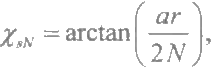 χ_{sN} = arctan(ar / 2N),